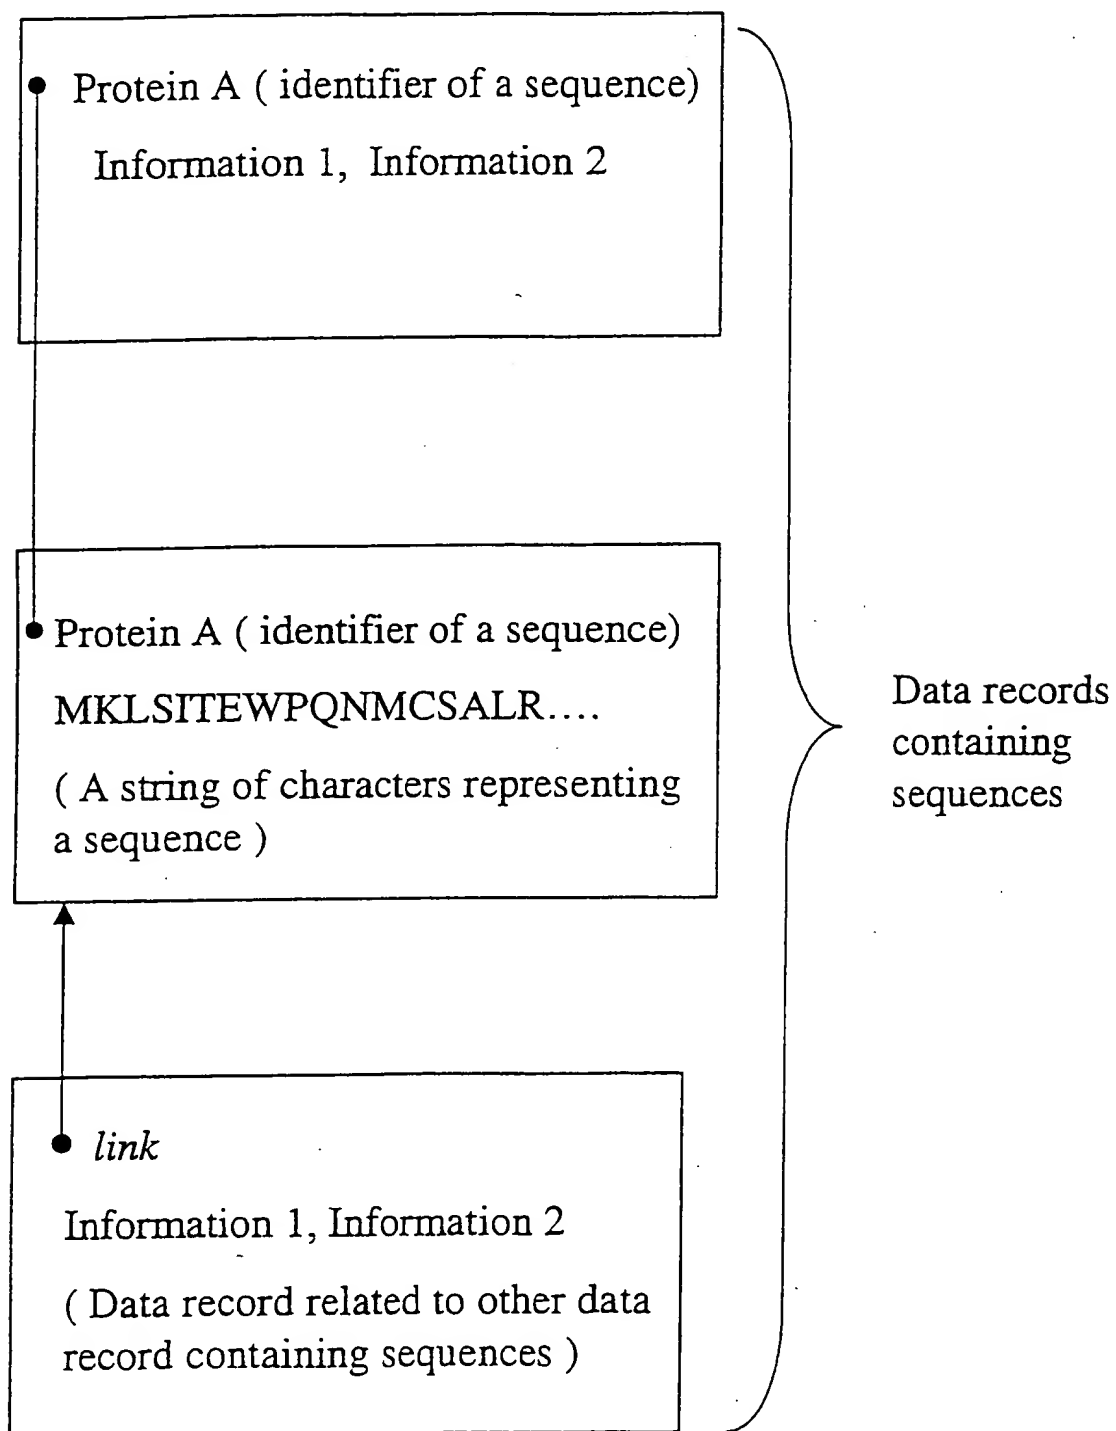 Protein A ( identifier of a sequence)
Information 1, Information 2
Protein A ( identifier of a sequence)
MKLSITEWPQNMCSALR....
( A string of characters representing
a sequence )
link
Information 1, Information 2
( Data record related to other data
record containing sequences )
Data records
containing
sequences